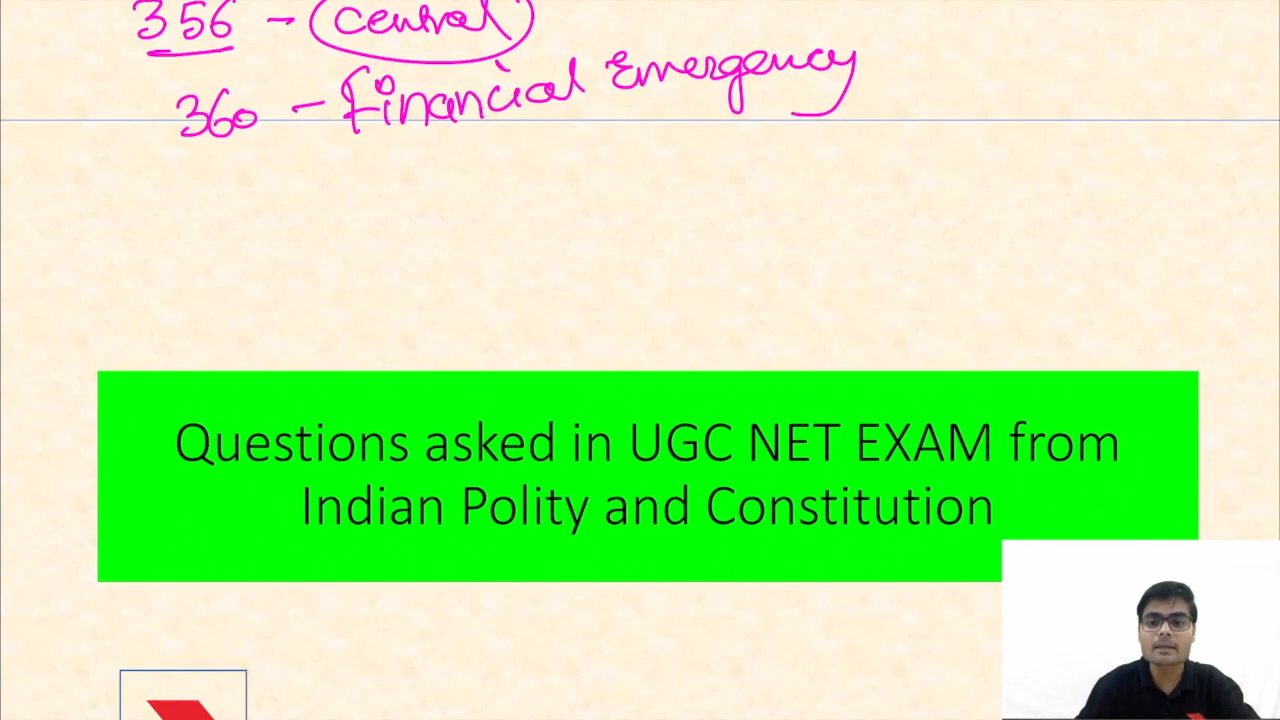 356 - central
360 - Financial Emergency
Questions asked in UGC NET EXAM from
Indian Polity and Constitution